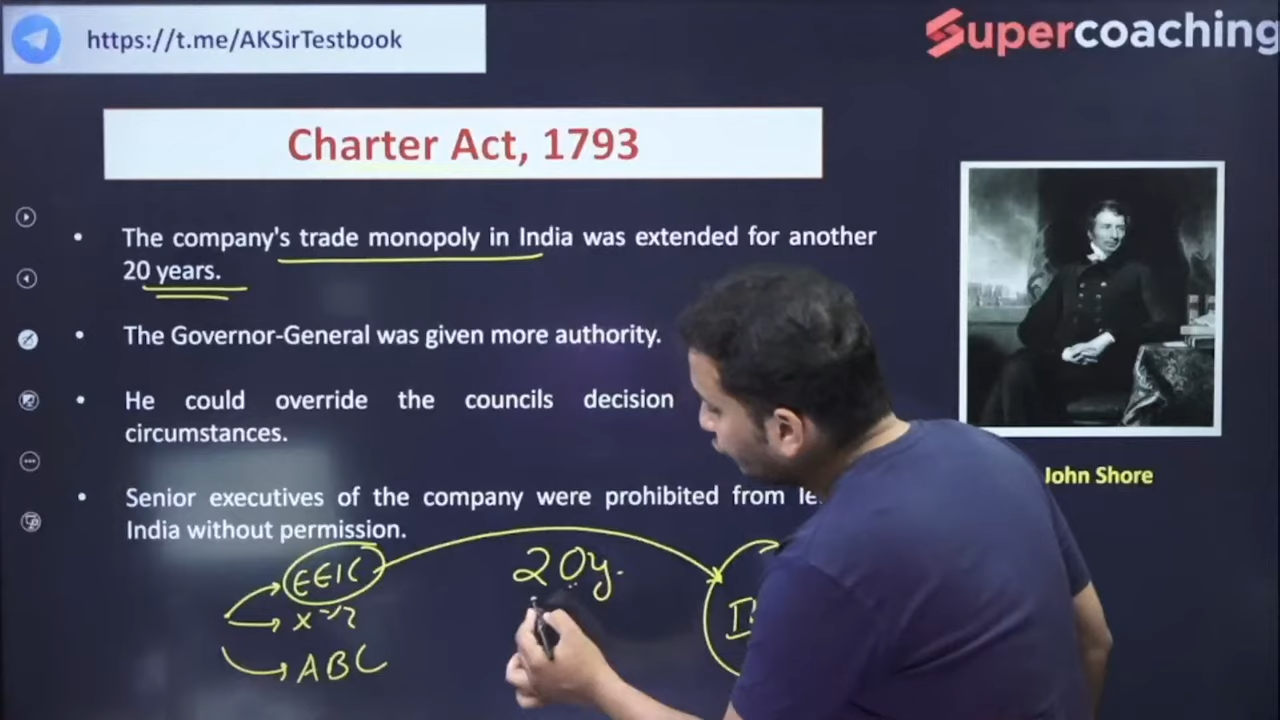 https://t.me/AKSirTestbook
Supercoaching
Charter Act, 1793
• The company's trade monopoly in India was extended for another
20 years.
• The Governor-General was given more authority.
• He could override the councils decision
circumstances.
• Senior executives of the company were prohibited from
India without permission.
John Shore
EEIC
20y.
ABC